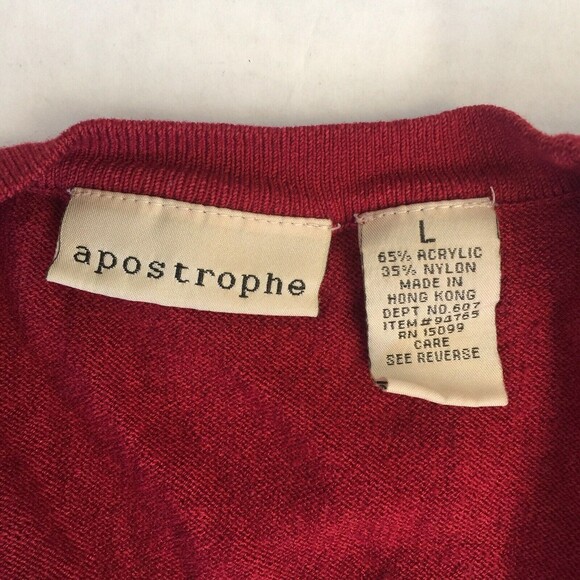 apostrophe
L
65% ACRYLIC
35% NYLON
MADE IN
HONG KONG
DEPT NO.607
ITEM#94765
RN 15099
CARE
SEE REVERSE